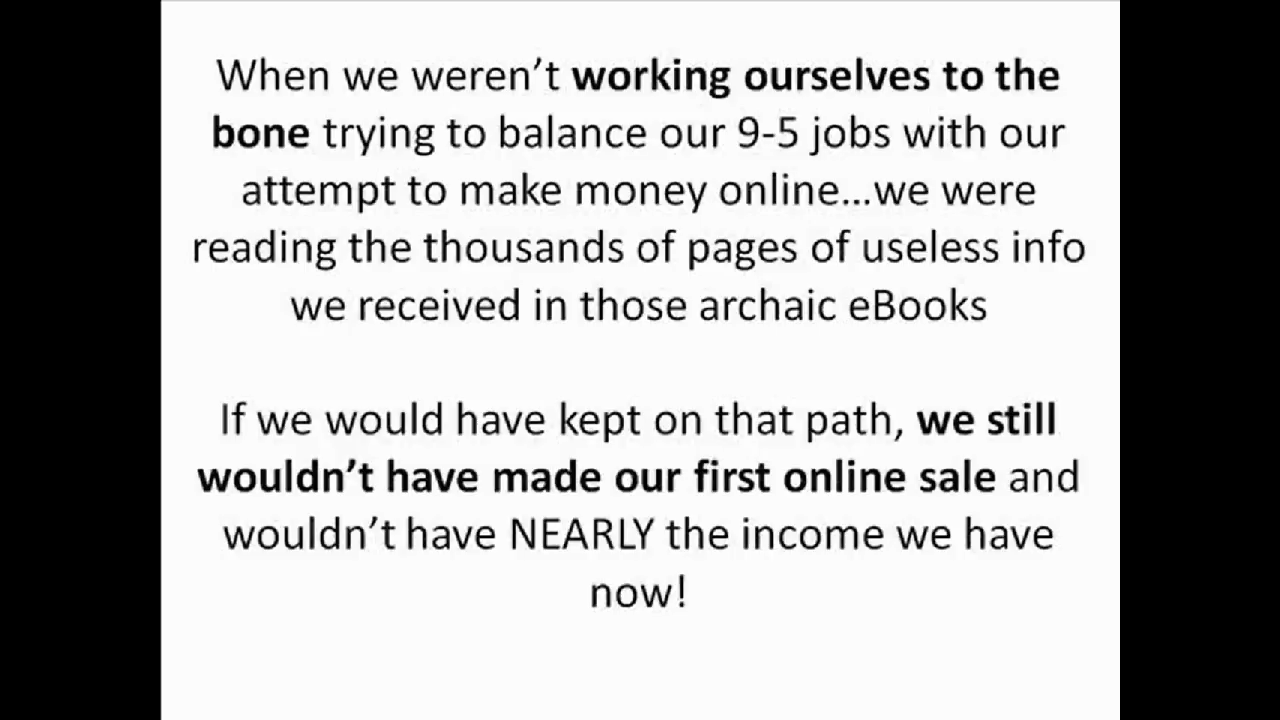 When we weren’t working ourselves to the
bone trying to balance our 9-5 jobs with our
attempt to make money online...we were
reading the thousands of pages of useless info
we received in those archaic eBooks
If we would have kept on that path, we still
wouldn’t have made our first online sale and
wouldn’t have NEARLY the income we have
now!